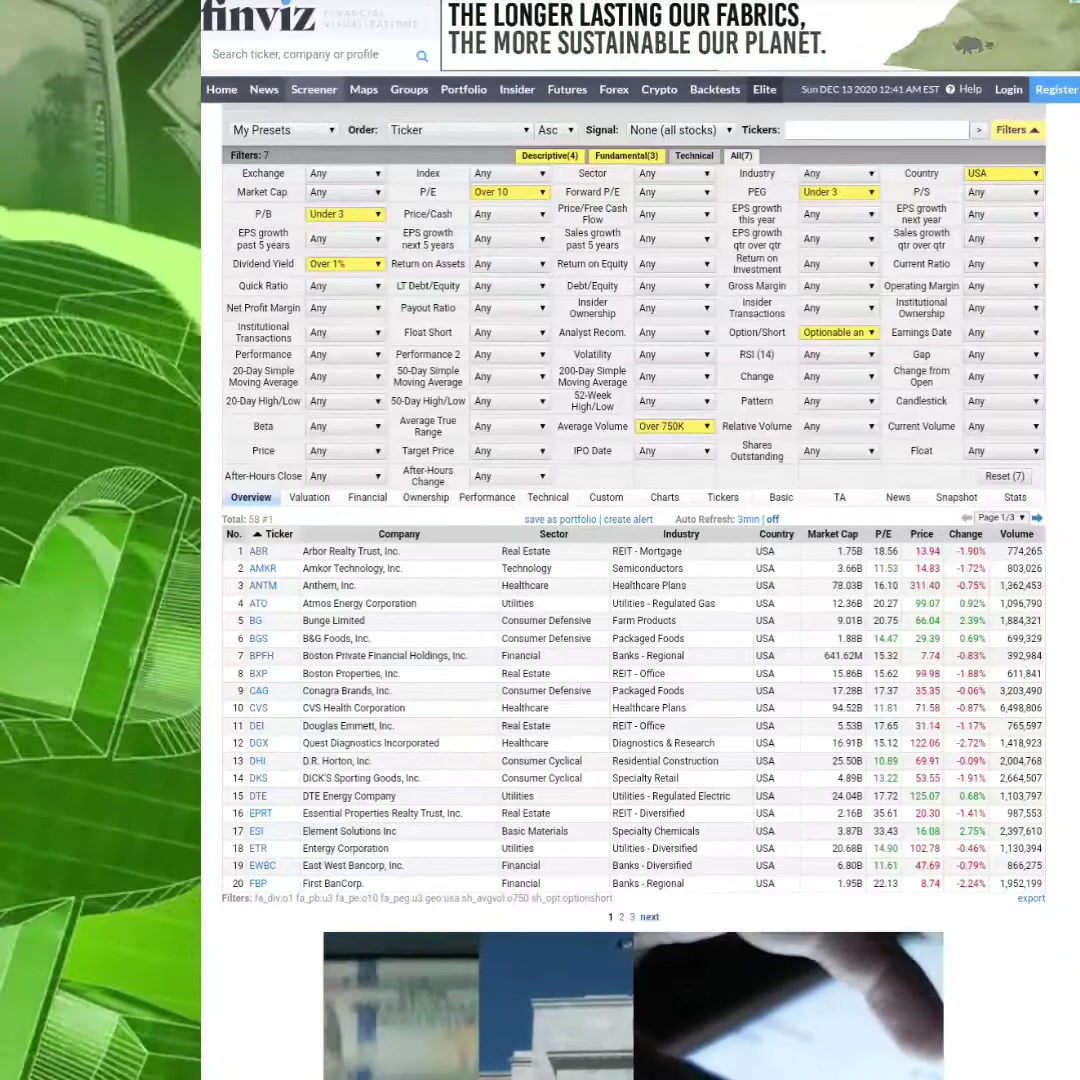 finviz FINANCIAL VISUALIZATIONS
THE LONGER LASTING OUR FABRICS,
THE MORE SUSTAINABLE OUR PLANET.
Search ticker, company or profile
Home News Screener Maps Groups Portfolio Insider Futures Forex Crypto Backtests Elite Sun DEC 13 2020 12:41 AM EST Help Login Register
My Presets Order: Ticker Asc Signal: None (all stocks) Tickers: > Filters
Filters: 7 Descriptive(4) Fundamental(3) Technical All(7)
Exchange Any Index Any Sector Any Industry Any Country USA
Market Cap. Any P/E Over 10 Forward P/E Any PEG Under 3 P/S Any
P/B Under 3 Price/Cash Any Price/Free Cash Flow Any EPS growth this year Any EPS growth next year Any
EPS growth past 5 years Any EPS growth next 5 years Any Sales growth past 5 years Any EPS growth qtr over qtr Any Sales growth qtr over qtr Any
Dividend Yield Over 1% Return on Assets Any Return on Equity Any Return on Investment Any Current Ratio Any
Quick Ratio Any LT Debt/Equity Any Debt/Equity Any Gross Margin Any Operating Margin Any
Net Profit Margin Any Payout Ratio Any Insider Ownership Any Insider Transactions Any Institutional Ownership Any
Institutional Transactions Any Float Short Any Analyst Recom. Any Option/Short Optionable an Earnings Date Any
Performance Any Performance 2 Any Volatility Any RSI (14) Any Gap Any
20-Day Simple Moving Average Any 50-Day Simple Moving Average Any 200-Day Simple Moving Average Any Change Any Change from Open Any
20-Day High/Low Any 50-Day High/Low Any 52-Week High/Low Any Pattern Any Candlestick Any
Beta Any Average True Range Any Average Volume Over 750K Relative Volume Any Current Volume Any
Price Any Target Price Any IPO Date Any Shares Outstanding Any Float Any
After-Hours Close Any After-Hours Change Any Reset (7)
Overview Valuation Financial Ownership Performance Technical Custom Charts Tickers Basic TA News Snapshot Stats
Total: 58 #1 save as portfolio | create alert Auto Refresh: 3min | off Page 1/3
No. Ticker Company Sector Industry Country Market Cap P/E Price Change Volume
1 ABR Arbor Realty Trust, Inc. Real Estate REIT - Mortgage USA 1.75B 18.56 13.94 -1.90% 774,265
2 AMKR Amkor Technology, Inc. Technology Semiconductors USA 3.66B 11.53 14.83 -1.72% 803,026
3 ANTM Anthem, Inc. Healthcare Healthcare Plans USA 78.03B 16.10 311.40 -0.75% 1,362,453
4 ATO Atmos Energy Corporation Utilities Utilities - Regulated Gas USA 12.36B 20.27 99.07 0.92% 1,096,790
5 BG Bunge Limited Consumer Defensive Farm Products USA 9.01B 20.75 66.04 2.39% 1,884,321
6 BGS B&G Foods, Inc. Consumer Defensive Packaged Foods USA 1.88B 14.47 29.39 0.69% 699,329
7 BPFH Boston Private Financial Holdings, Inc. Financial Banks - Regional USA 641.62M 15.32 7.74 -0.83% 392,984
8 BXP Boston Properties, Inc. Real Estate REIT - Office USA 15.86B 15.62 99.98 -1.88% 611,841
9 CAG Conagra Brands, Inc. Consumer Defensive Packaged Foods USA 17.28B 17.37 35.35 -0.06% 3,203,490
10 CVS CVS Health Corporation Healthcare Healthcare Plans USA 94.52B 11.81 71.58 -0.87% 6,498,806
11 DEI Douglas Emmett, Inc. Real Estate REIT - Office USA 5.53B 17.65 31.14 -1.17% 765,597
12 DGX Quest Diagnostics Incorporated Healthcare Diagnostics & Research USA 16.91B 15.12 122.06 -2.72% 1,418,923
13 DHI D.R. Horton, Inc. Consumer Cyclical Residential Construction USA 25.50B 10.89 69.91 -0.09% 2,004,768
14 DKS DICK'S Sporting Goods, Inc. Consumer Cyclical Specialty Retail USA 4.89B 13.22 53.55 -1.91% 2,664,507
15 DTE DTE Energy Company Utilities Utilities - Regulated Electric USA 24.04B 17.72 125.07 0.68% 1,103,797
16 EPRT Essential Properties Realty Trust, Inc. Real Estate REIT - Diversified USA 2.16B 35.61 20.30 -1.41% 987,553
17 ESI Element Solutions Inc Basic Materials Specialty Chemicals USA 3.87B 33.43 16.08 2.75% 2,397,610
18 ETR Entergy Corporation Utilities Utilities - Diversified USA 20.68B 14.90 102.78 -0.46% 1,130,394
19 EWBC East West Bancorp, Inc. Financial Banks - Diversified USA 6.80B 11.61 47.69 -0.79% 866,275
20 FBP First BanCorp. Financial Banks - Regional USA 1.95B 22.13 8.74 -2.24% 1,952,199
Filters: fa_div:o1 fa_pb:u3 fa_pe:o10 fa_peg:u3 geo:usa sh_avgvol:o750 sh_opt:optionshort export
1 2 3 next